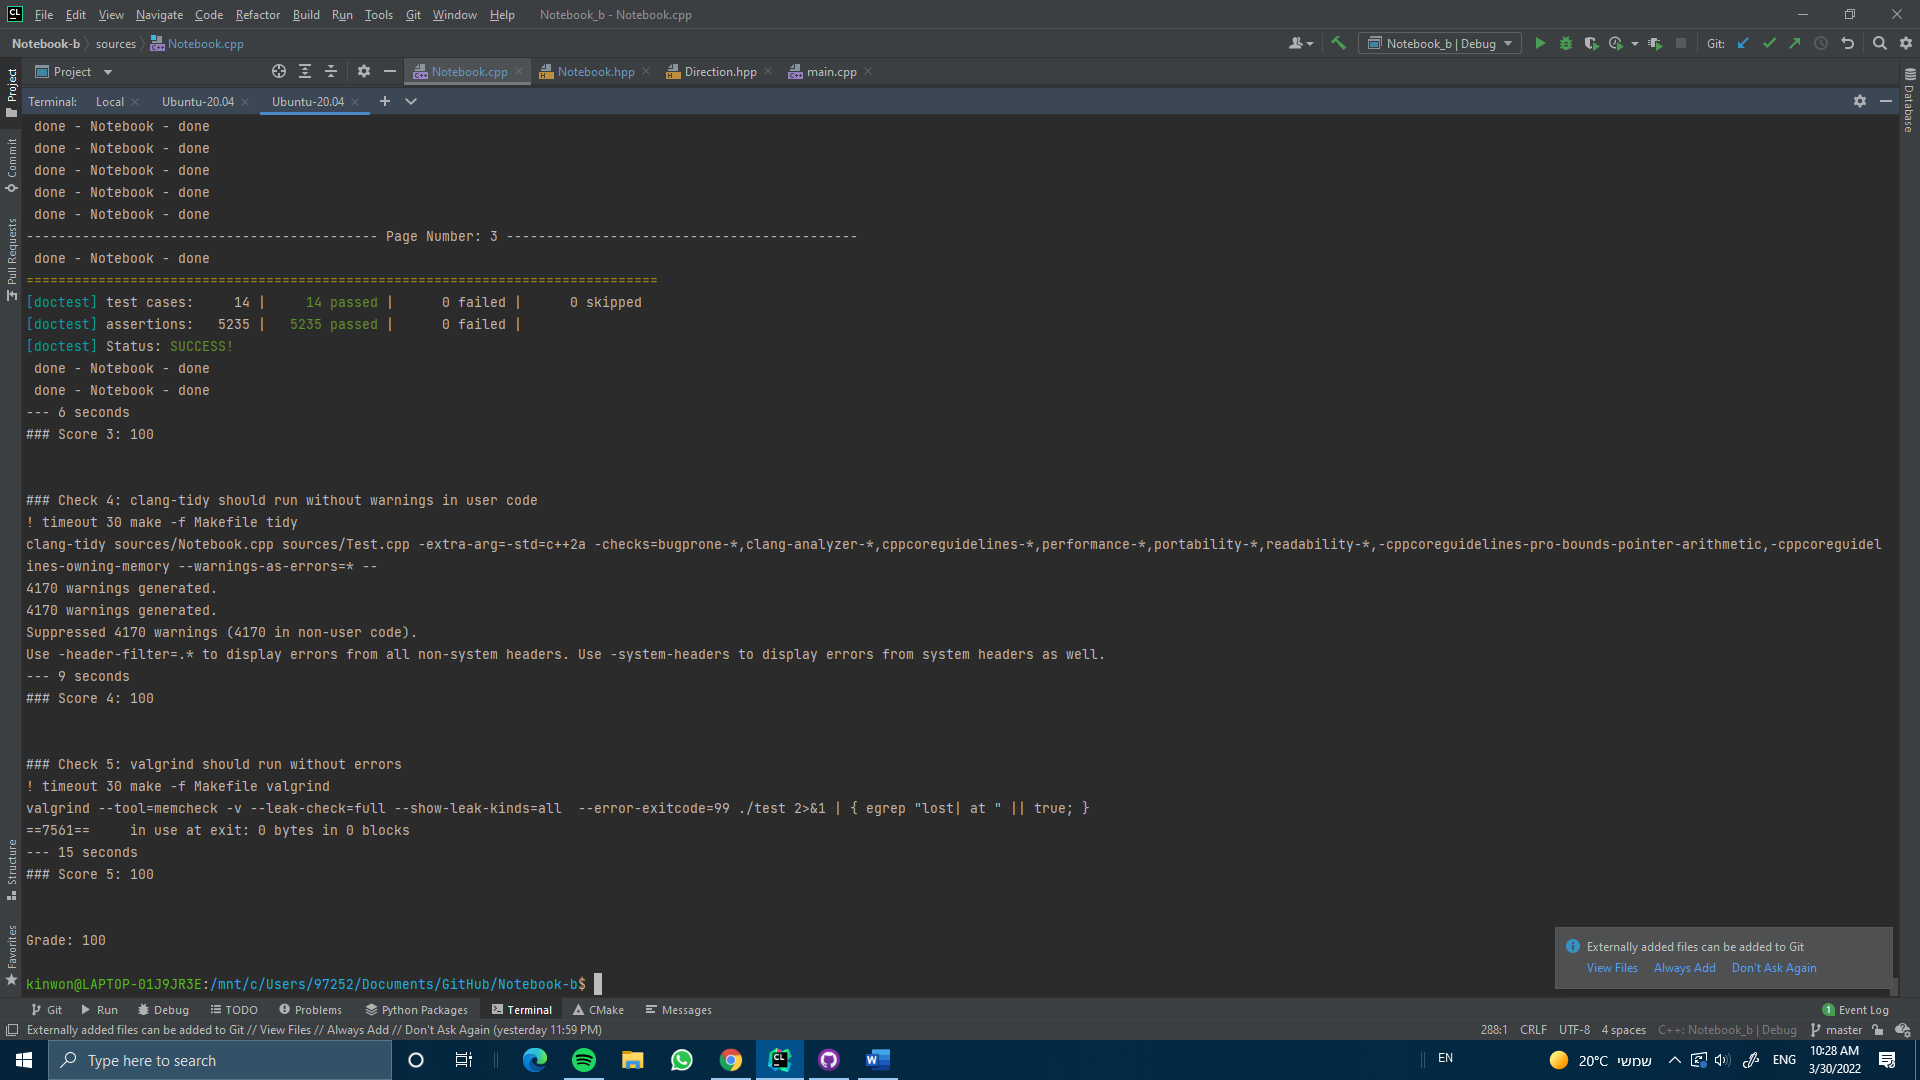 File Edit View Navigate Code Refactor Build Run Tools Git Window Help Notebook_b - Notebook.cpp
Notebook-b sources Notebook.cpp Notebook_b | Debug Git:
Project Notebook.cpp Notebook.hpp Direction.hpp main.cpp
Terminal: Local Ubuntu-20.04 Ubuntu-20.04
Project
Commit
Pull Requests
Structure
Favorites
Database
done - Notebook - done
done - Notebook - done
done - Notebook - done
done - Notebook - done
done - Notebook - done
-------------------------------------------- Page Number: 3 --------------------------------------------
done - Notebook - done
===============================================================================
[doctest] test cases:     14 |     14 passed |      0 failed |      0 skipped
[doctest] assertions:   5235 |   5235 passed |      0 failed |
[doctest] Status: SUCCESS!
done - Notebook - done
done - Notebook - done
--- 6 seconds
### Score 3: 100
### Check 4: clang-tidy should run without warnings in user code
! timeout 30 make -f Makefile tidy
clang-tidy sources/Notebook.cpp sources/Test.cpp -extra-arg=-std=c++2a -checks=bugprone-*,clang-analyzer-*,cppcoreguidelines-*,performance-*,portability-*,readability-*,-cppcoreguidelines-pro-bounds-pointer-arithmetic,-cppcoreguidel
ines-owning-memory --warnings-as-errors=* --
4170 warnings generated.
4170 warnings generated.
Suppressed 4170 warnings (4170 in non-user code).
Use -header-filter=.* to display errors from all non-system headers. Use -system-headers to display errors from system headers as well.
--- 9 seconds
### Score 4: 100
### Check 5: valgrind should run without errors
! timeout 30 make -f Makefile valgrind
valgrind --tool=memcheck -v --leak-check=full --show-leak-kinds=all  --error-exitcode=99 ./test 2>&1 | { egrep "lost| at " || true; }
==7561==     in use at exit: 0 bytes in 0 blocks
--- 15 seconds
### Score 5: 100
Grade: 100
kinwon@LAPTOP-01J9JR3E:/mnt/c/Users/97252/Documents/GitHub/Notebook-b$
Externally added files can be added to Git
View Files Always Add Don't Ask Again
Git Run Debug TODO Problems Python Packages Terminal CMake Messages 1 Event Log
Externally added files can be added to Git // View Files // Always Add // Don't Ask Again (yesterday 11:59 PM) 288:1 CRLF UTF-8 4 spaces C++: Notebook_b | Debug master
Type here to search EN 20°C שמשי ENG 10:28 AM
3/30/2022